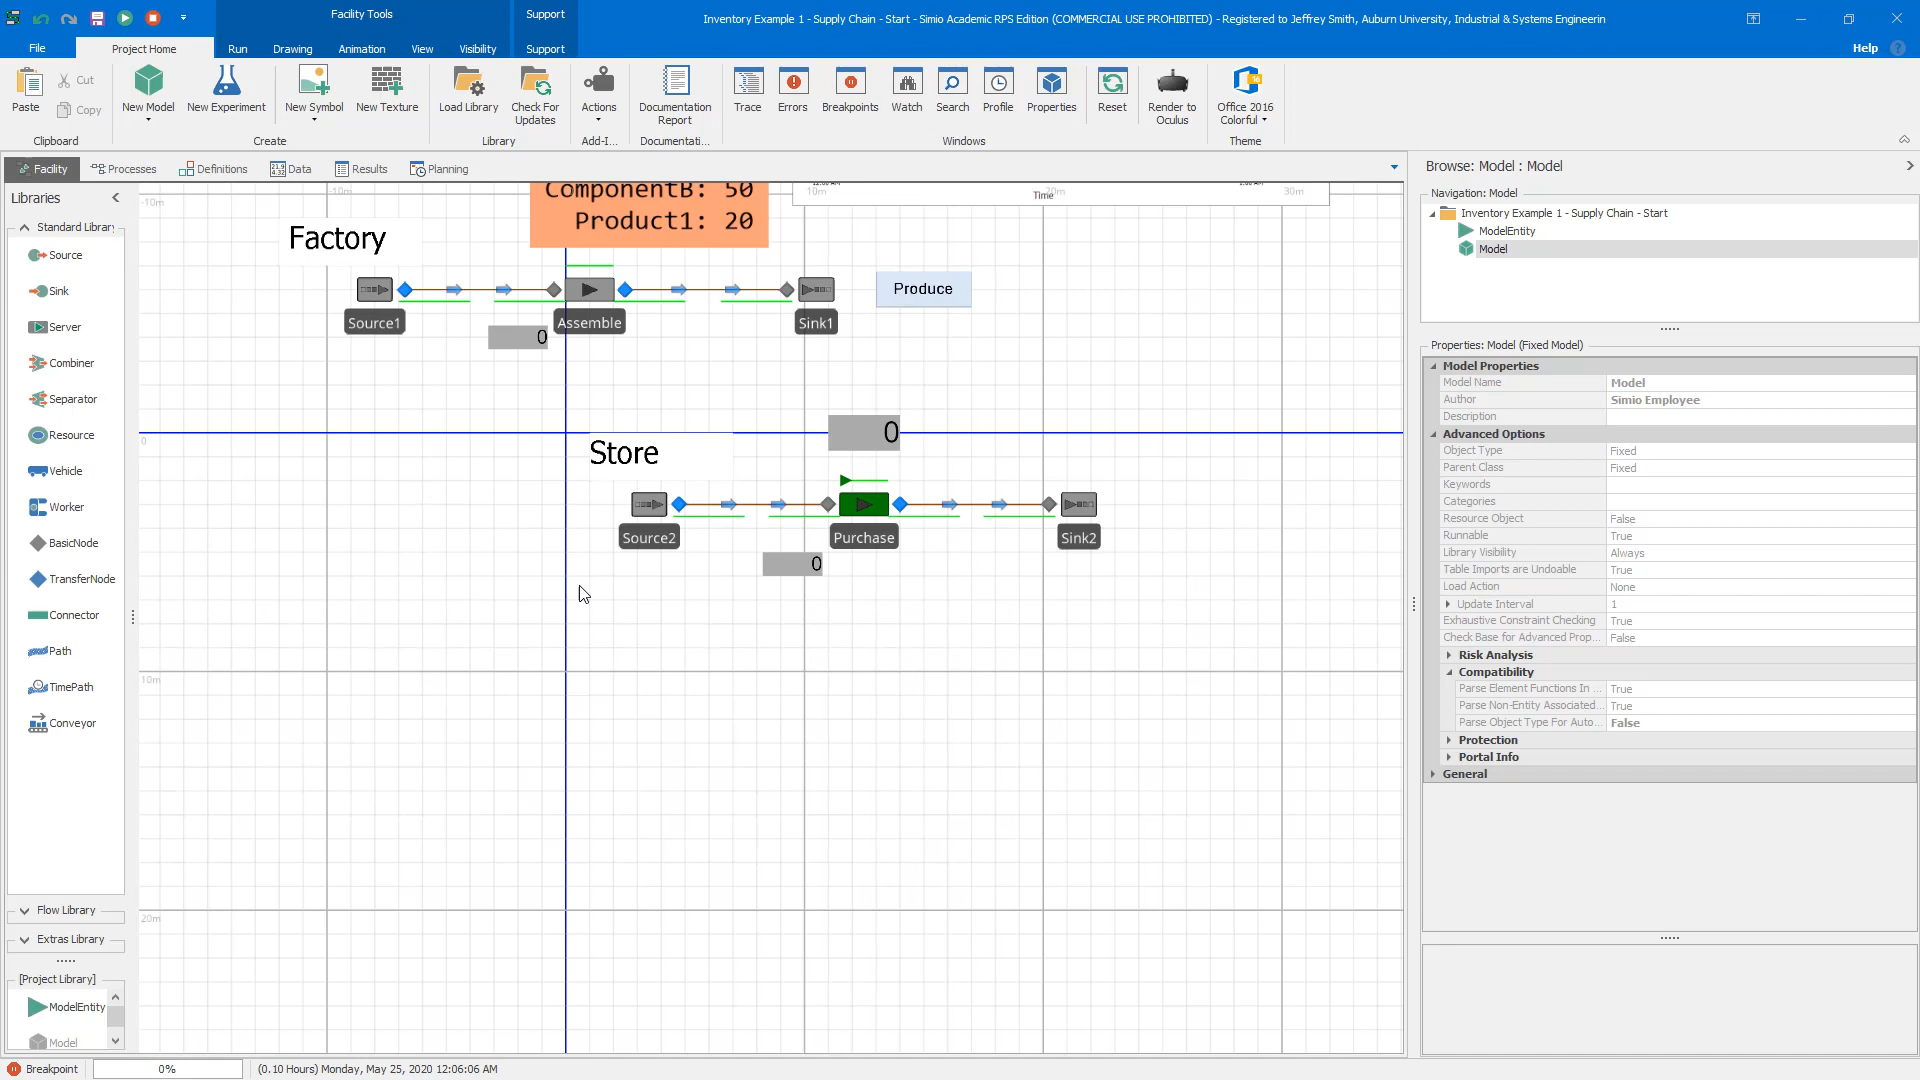 Facility Tools
Support
Inventory Example 1 - Supply Chain - Start - Simio Academic RPS Edition (COMMERCIAL USE PROHIBITED) - Registered to Jeffrey Smith, Auburn University, Industrial & Systems Engineerin
File
Project Home
Run
Drawing
Animation
View
Visibility
Support
Help
Paste
Cut
Copy
New Model
New Experiment
New Symbol
New Texture
Load Library
Check For Updates
Actions
Documentation Report
Trace
Errors
Breakpoints
Watch
Search
Profile
Properties
Reset
Render to Oculus
Office 2016 Colorful
Clipboard
Create
Library
Add-I...
Documentati...
Windows
Theme
Facility
Processes
Definitions
Data
Results
Planning
Libraries
Standard Library
Source
Sink
Server
Combiner
Separator
Resource
Vehicle
Worker
BasicNode
TransferNode
Connector
Path
TimePath
Conveyor
Flow Library
Extras Library
[Project Library]
ModelEntity
Model
-10m
-10m
10m
20m
30m
0
10m
20m
ComponentB: 50
Product1: 20
Time
Factory
Source1
Assemble
Sink1
0
Produce
Store
0
Source2
Purchase
Sink2
0
Browse: Model : Model
Navigation: Model
Inventory Example 1 - Supply Chain - Start
ModelEntity
Model
Properties: Model (Fixed Model)
Model Properties
Model Name Model
Author Simio Employee
Description
Advanced Options
Object Type Fixed
Parent Class Fixed
Keywords
Categories
Resource Object False
Runnable True
Library Visibility Always
Table Imports are Undoable True
Load Action None
Update Interval 1
Exhaustive Constraint Checking True
Check Base for Advanced Prop... False
Risk Analysis
Compatibility
Parse Element Functions In ... True
Parse Non-Entity Associated... True
Parse Object Type For Auto... False
Protection
Portal Info
General
Breakpoint
0%
(0.10 Hours) Monday, May 25, 2020 12:06:06 AM